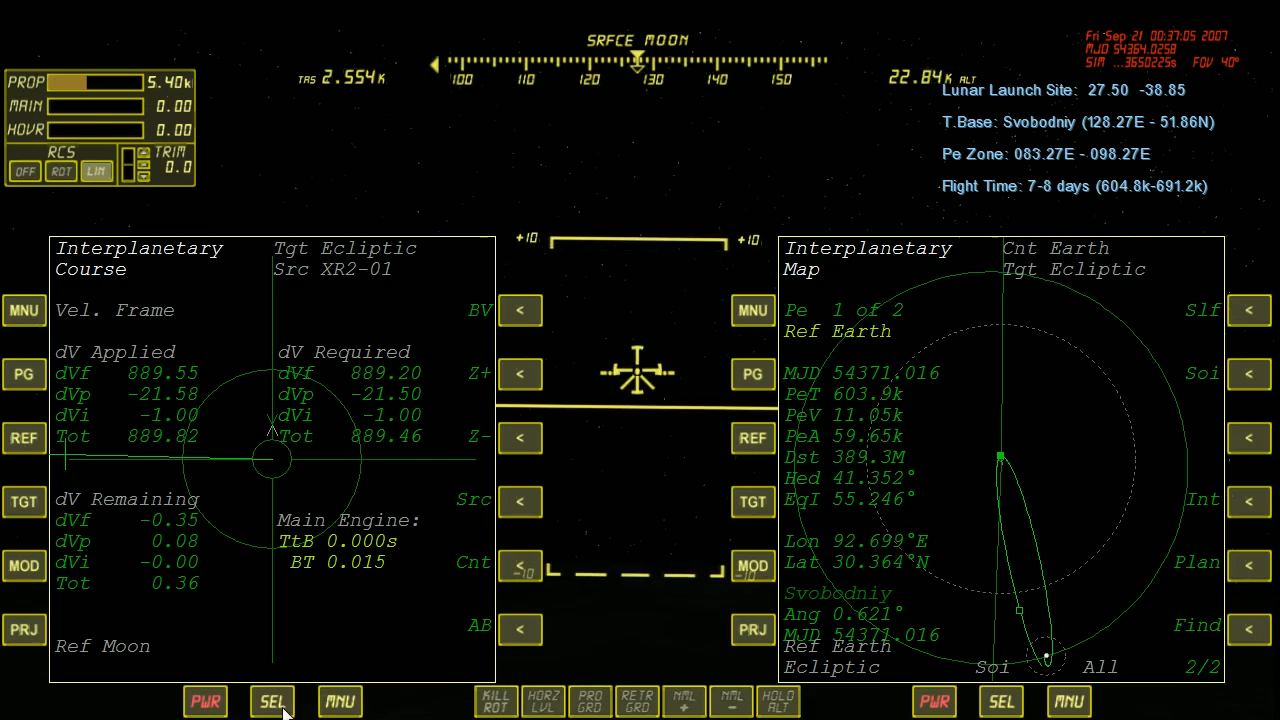 SRFCE MOON
Fri Sep 21 00:37:05 2007
MJD 54364.0258
SIM ...3650225s FOV 40°
TAS 2.554k
100 110 120 130 140 150
22.84k ALT
PROP 5.40k
MAIN 0.00
HOVR 0.00
RCS TRIM
OFF ROT LIN 0.0
Lunar Launch Site: 27.50 -38.85
T.Base: Svobodniy (128.27E - 51.86N)
Pe Zone: 083.27E - 098.27E
Flight Time: 7-8 days (604.8k-691.2k)
+10 +10
-10 -10
Interplanetary Tgt Ecliptic
Course Src XR2-01
Vel. Frame
dV Applied dV Required
dVf 889.55 dVf 889.20
dVp -21.58 dVp -21.50
dVi -1.00 dVi -1.00
Tot 889.82 Tot 889.46
dV Remaining
dVf -0.35 Main Engine:
dVp 0.08 TtB 0.000s
dVi -0.00 BT 0.015
Tot 0.36
Ref Moon
MNU
PG
REF
TGT
MOD
PRJ
BV <
Z+ <
Z- <
Src <
Cnt <
AB <
PWR SEL MNU
KILL ROT
HORZ LVL
PRO GRD
RETR GRD
NML +
NML -
HOLD ALT
Interplanetary Cnt Earth
Map Tgt Ecliptic
Pe 1 of 2
Ref Earth
MJD 54371.016
PeT 603.9k
PeV 11.05k
PeA 59.65k
Dst 389.3M
Hed 41.352°
EqI 55.246°
Lon 92.699°E
Lat 30.364°N
Svobodniy
Ang 0.621°
MJD 54371.016
Ref Earth
Ecliptic Soi All 2/2
MNU
PG
REF
TGT
MOD
PRJ
Slf <
Soi <
<
Int <
Plan <
Find <
PWR SEL MNU